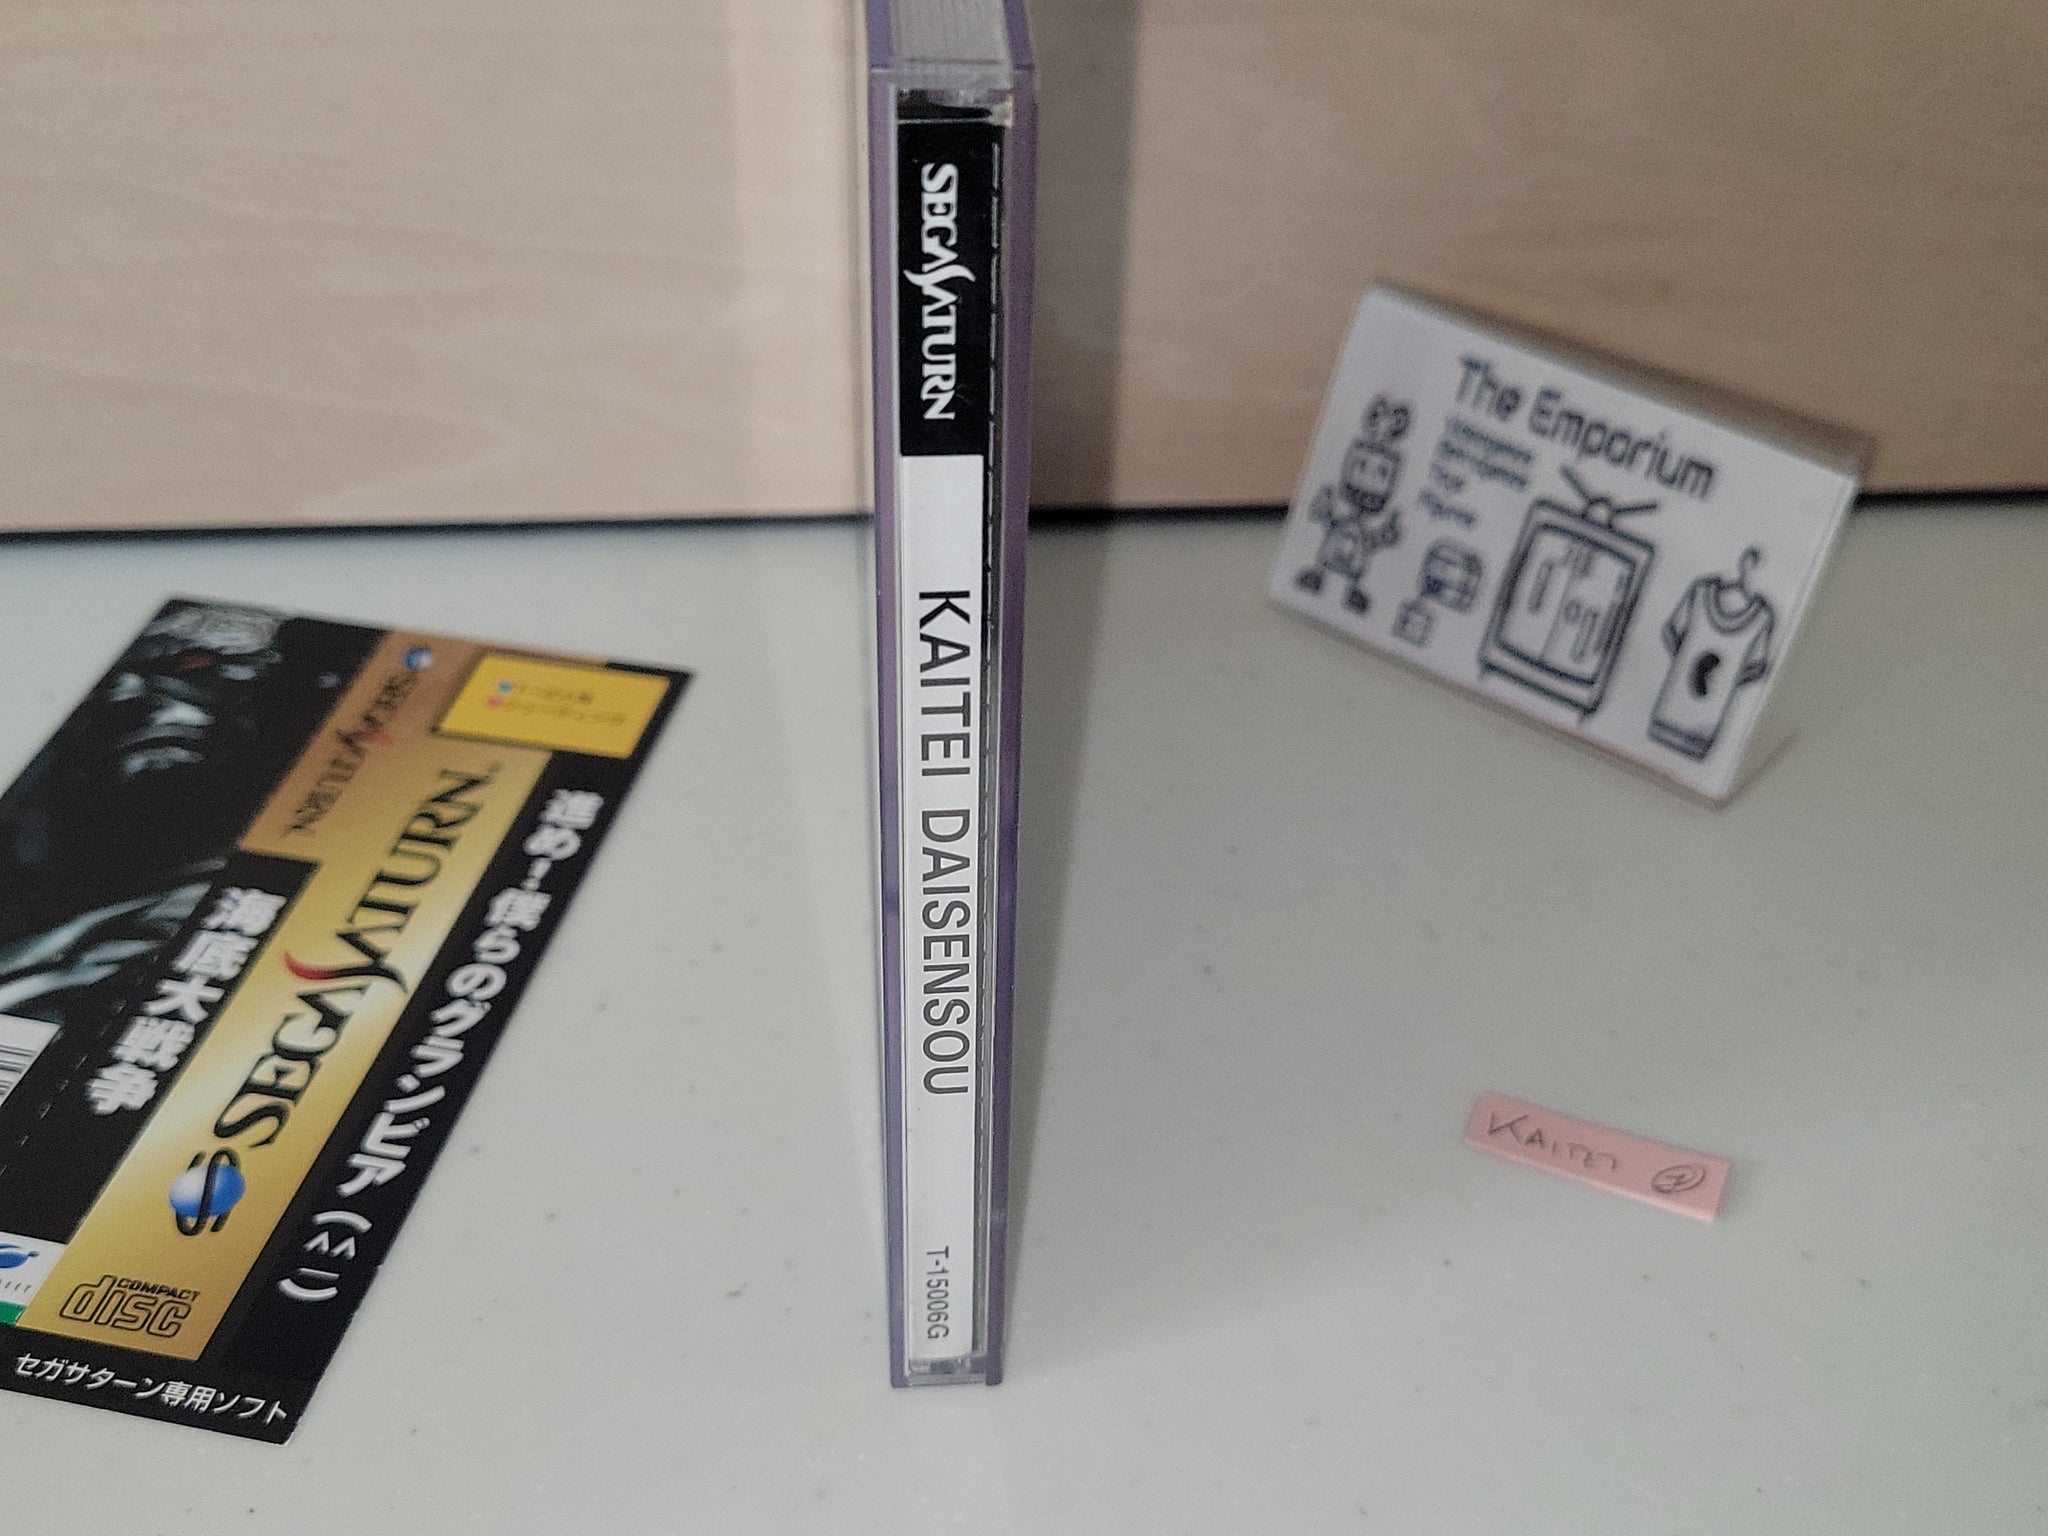 SEGA SATURN
KAITEI DAISENSOU
T-15006G
The Emporium
KAITEI
SEGA SATURN
海底大戦争
SEGA SATURN
進め!僕らのグランビア(^^ゞ)
COMPACT
disc
セガサターン専用ソフト